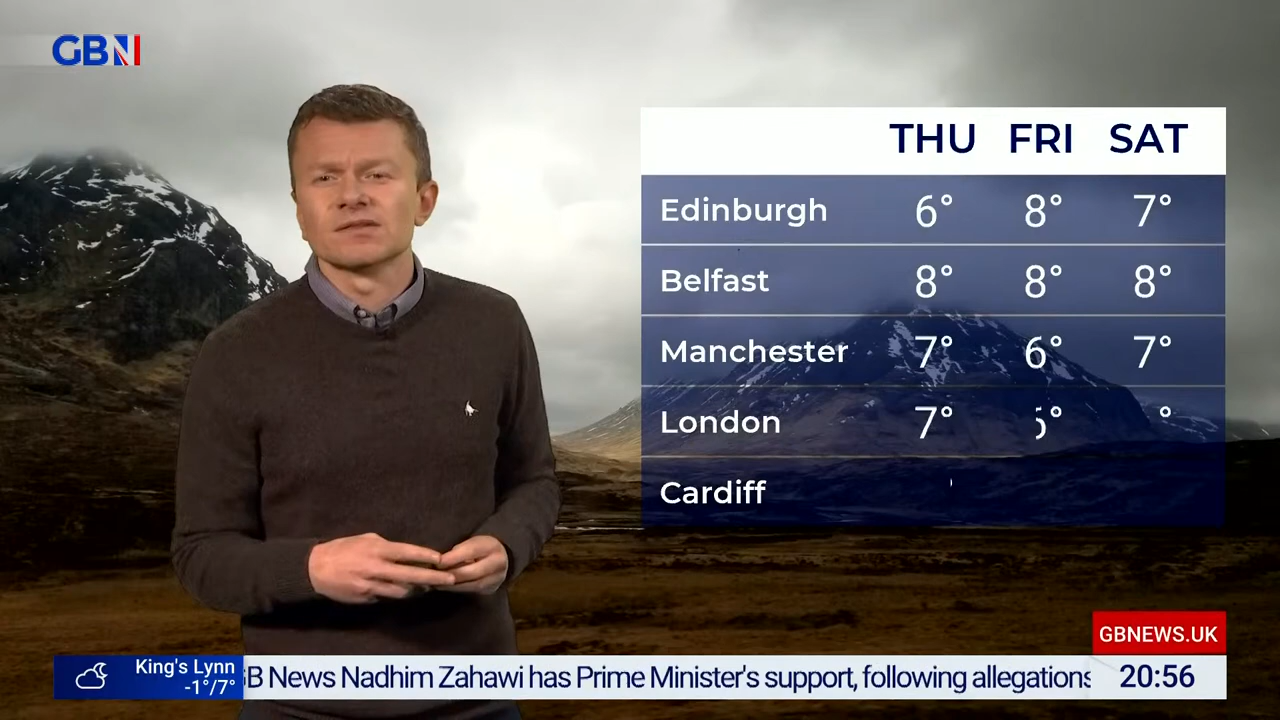 GBN
THU FRI SAT
Edinburgh 6° 8° 7°
Belfast 8° 8° 8°
Manchester 7° 6° 7°
London 7° °
Cardiff
GBNEWS.UK
King's Lynn
-1°/7°
GB News Nadhim Zahawi has Prime Minister's support, following allegations
20:56